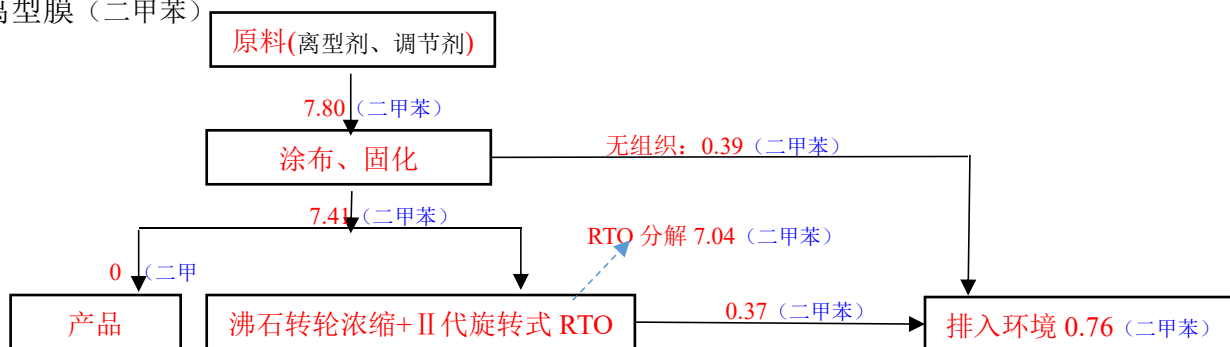 离型膜（二甲苯）
原料(离型剂、调节剂)
7.80（二甲苯）
涂布、固化
无组织：0.39（二甲苯）
7.41（二甲苯）
RTO 分解 7.04（二甲苯）
0（二甲
产品
沸石转轮浓缩+Ⅱ代旋转式 RTO
0.37（二甲苯）
排入环境 0.76（二甲苯）